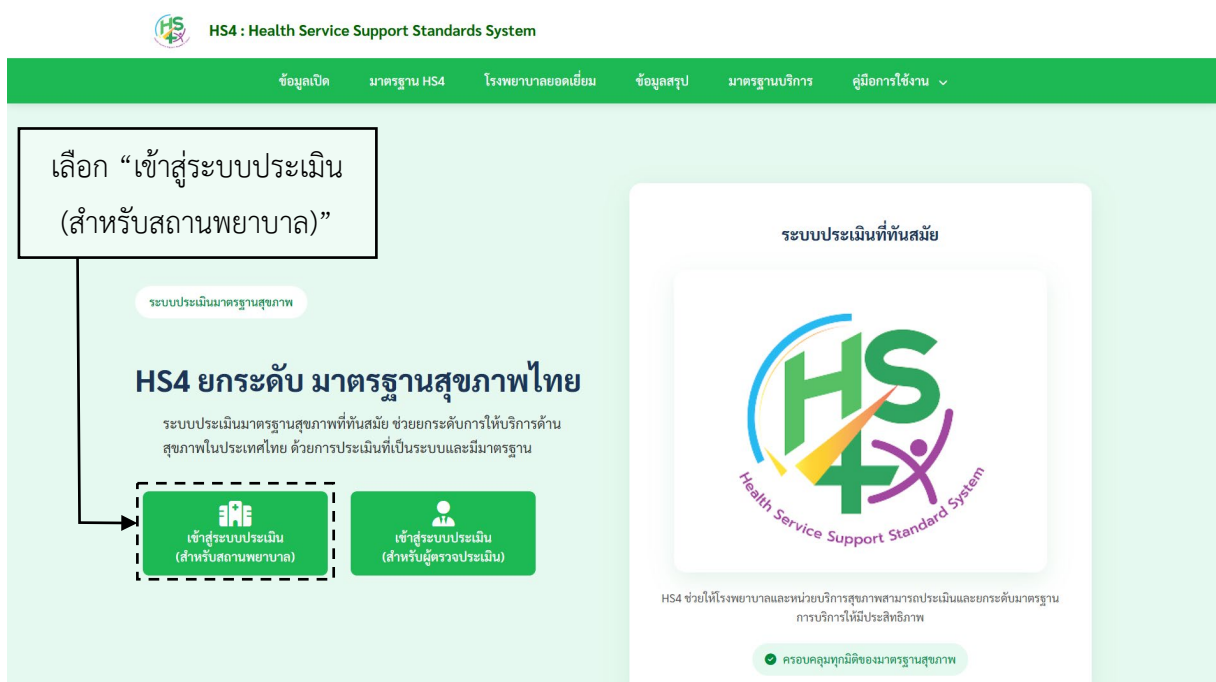 HS4 : Health Service Support Standards System
ข้อมูลเปิด มาตรฐาน HS4 โรงพยาบาลยอดเยี่ยม ข้อมูลสรุป มาตรฐานบริการ คู่มือการใช้งาน
เลือก “เข้าสู่ระบบประเมิน
(สำหรับสถานพยาบาล)”
ระบบประเมินมาตรฐานสุขภาพ
HS4 ยกระดับ มาตรฐานสุขภาพไทย
ระบบประเมินมาตรฐานสุขภาพที่ทันสมัย ช่วยยกระดับการให้บริการด้าน
สุขภาพในประเทศไทย ด้วยการประเมินที่เป็นระบบและมีมาตรฐาน
เข้าสู่ระบบประเมิน
(สำหรับสถานพยาบาล)
เข้าสู่ระบบประเมิน
(สำหรับผู้ตรวจประเมิน)
ระบบประเมินที่ทันสมัย
HS4
Health Service Support Standard System
HS4 ช่วยให้โรงพยาบาลและหน่วยบริการสุขภาพสามารถประเมินและยกระดับมาตรฐาน
การบริการให้มีประสิทธิภาพ
ครอบคลุมทุกมิติของมาตรฐานสุขภาพ